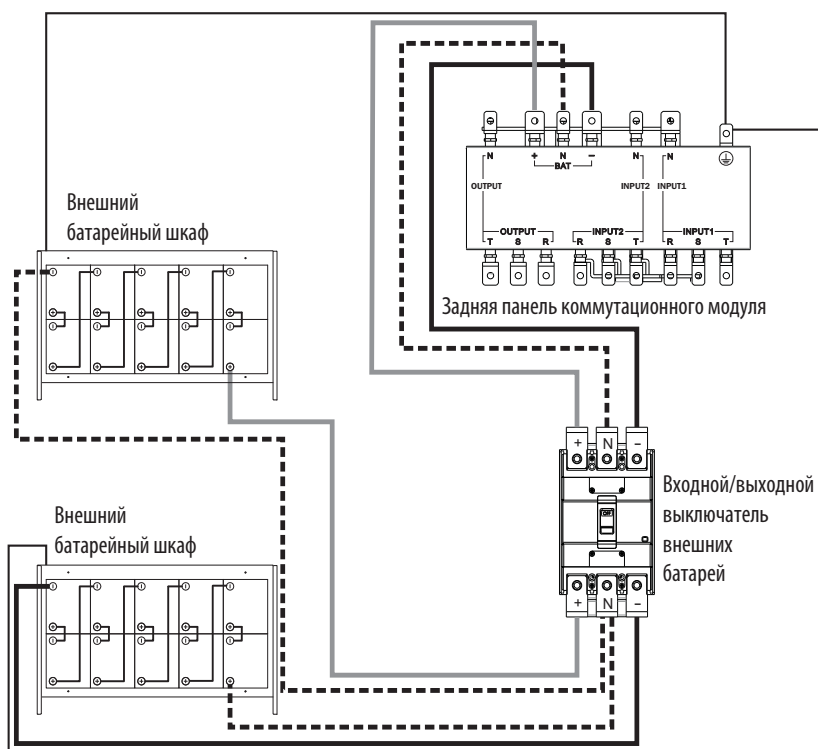 N + N − N N
BAT
OUTPUT INPUT2 INPUT1
OUTPUT INPUT2 INPUT1
T S R R S T R S T
Задняя панель коммутационного модуля
Внешний
батарейный шкаф
+ N −
Входной/выходной
выключатель
внешних
батарей
OFF
+ N −
Внешний
батарейный шкаф